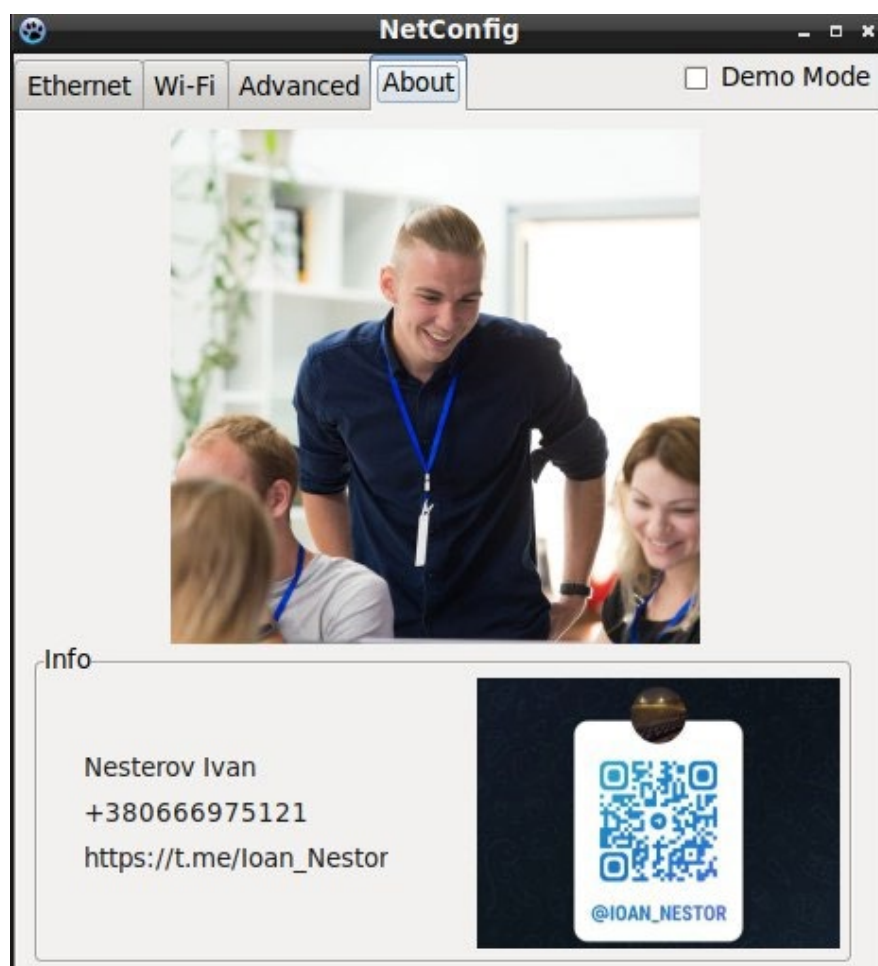 NetConfig
Ethernet Wi-Fi Advanced About Demo Mode
Info
Nesterov Ivan
+380666975121
https://t.me/Ioan_Nestor
@IOAN_NESTOR